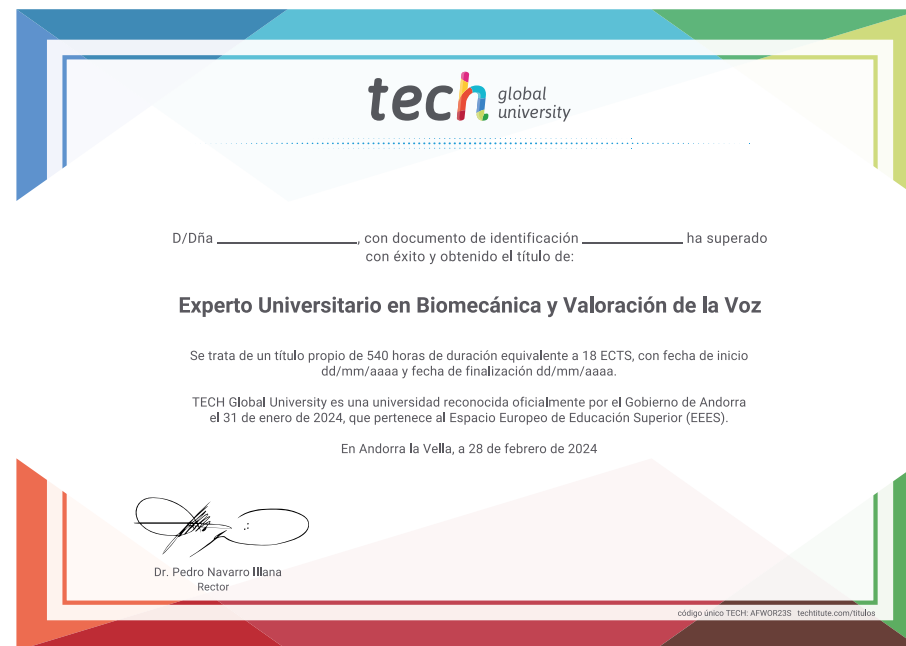 tech global university
D/Dña ____________________, con documento de identificación ______________ ha superado
con éxito y obtenido el título de:
Experto Universitario en Biomecánica y Valoración de la Voz
Se trata de un título propio de 540 horas de duración equivalente a 18 ECTS, con fecha de inicio
dd/mm/aaaa y fecha de finalización dd/mm/aaaa.
TECH Global University es una universidad reconocida oficialmente por el Gobierno de Andorra
el 31 de enero de 2024, que pertenece al Espacio Europeo de Educación Superior (EEES).
En Andorra la Vella, a 28 de febrero de 2024
Dr. Pedro Navarro Illana
Rector
código único TECH: AFWOR23S techtitute.com/titulos